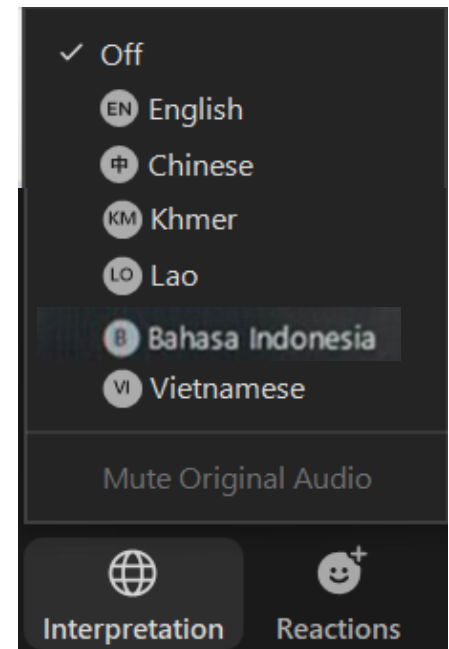 ✓ Off
EN English
中 Chinese
KM Khmer
LO Lao
B Bahasa Indonesia
VI Vietnamese
Mute Original Audio
Interpretation Reactions